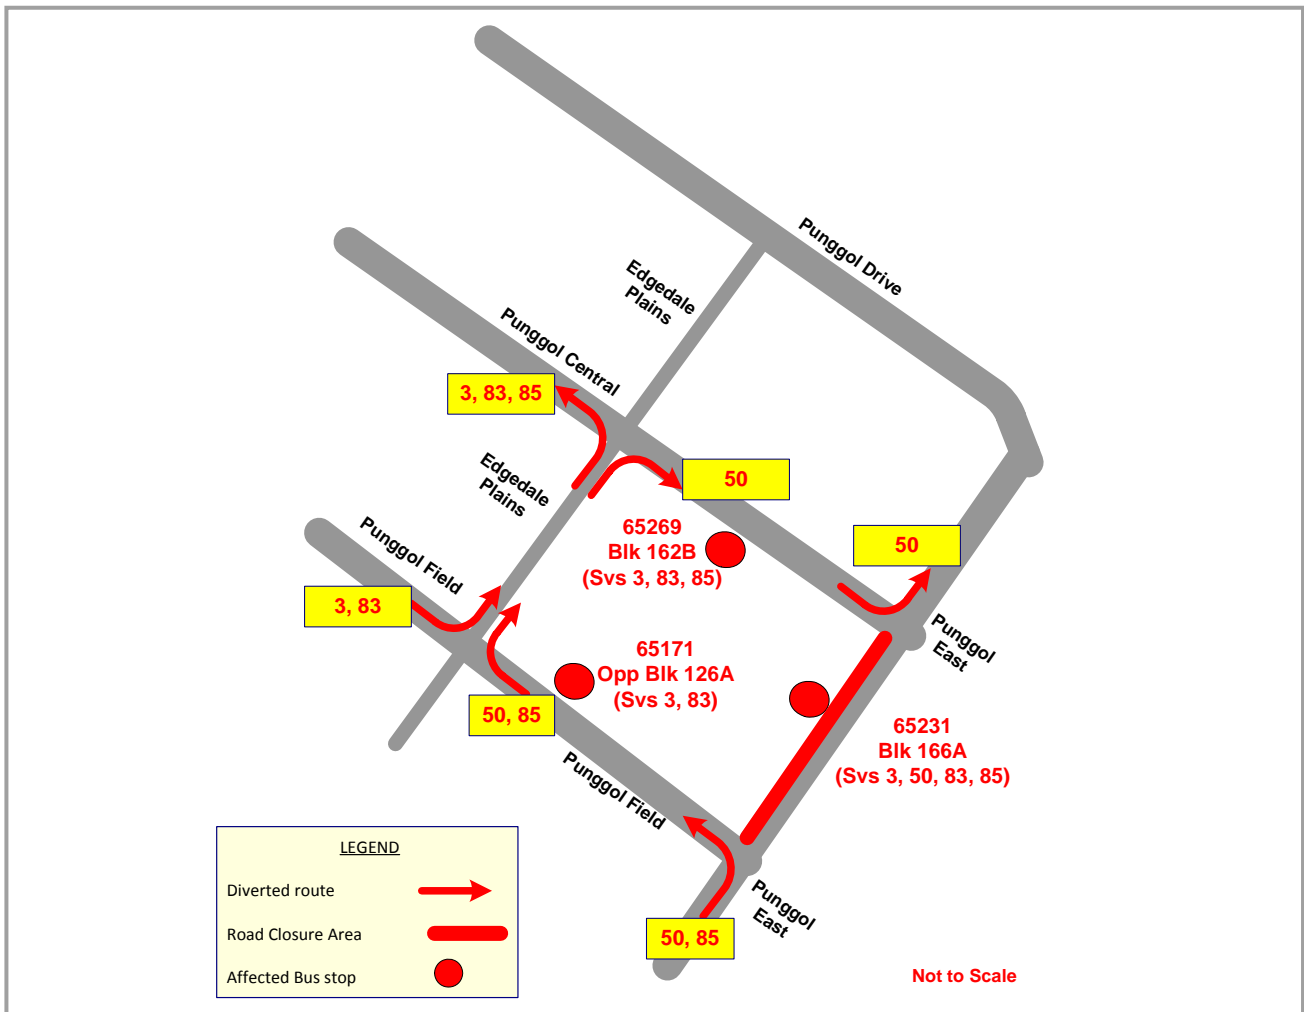 Punggol Drive
Edgedale
Plains
Punggol Central
3, 83, 85
Edgedale
Plains
50
65269
Blk 162B
(Svs 3, 83, 85)
50
Punggol Field
3, 83
Punggol
East
65171
Opp Blk 126A
(Svs 3, 83)
50, 85
65231
Blk 166A
(Svs 3, 50, 83, 85)
Punggol Field
Punggol
East
50, 85
LEGEND
Diverted route
Road Closure Area
Affected Bus stop
Not to Scale